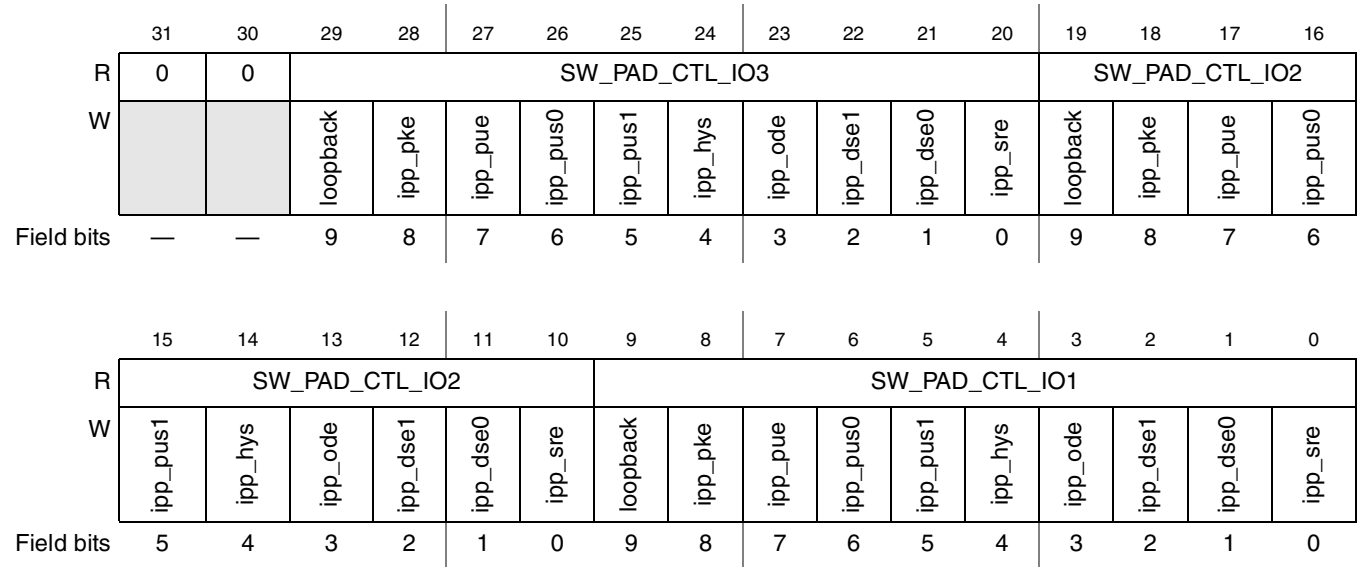 31 30 29 28 27 26 25 24 23 22 21 20 19 18 17 16
R 0 0 SW_PAD_CTL_IO3 SW_PAD_CTL_IO2
W loopback ipp_pke ipp_pue ipp_pus0 ipp_pus1 ipp_hys ipp_ode ipp_dse1 ipp_dse0 ipp_sre loopback ipp_pke ipp_pue ipp_pus0
Field bits — — 9 8 7 6 5 4 3 2 1 0 9 8 7 6
15 14 13 12 11 10 9 8 7 6 5 4 3 2 1 0
R SW_PAD_CTL_IO2 SW_PAD_CTL_IO1
W ipp_pus1 ipp_hys ipp_ode ipp_dse1 ipp_dse0 ipp_sre loopback ipp_pke ipp_pue ipp_pus0 ipp_pus1 ipp_hys ipp_ode ipp_dse1 ipp_dse0 ipp_sre
Field bits 5 4 3 2 1 0 9 8 7 6 5 4 3 2 1 0